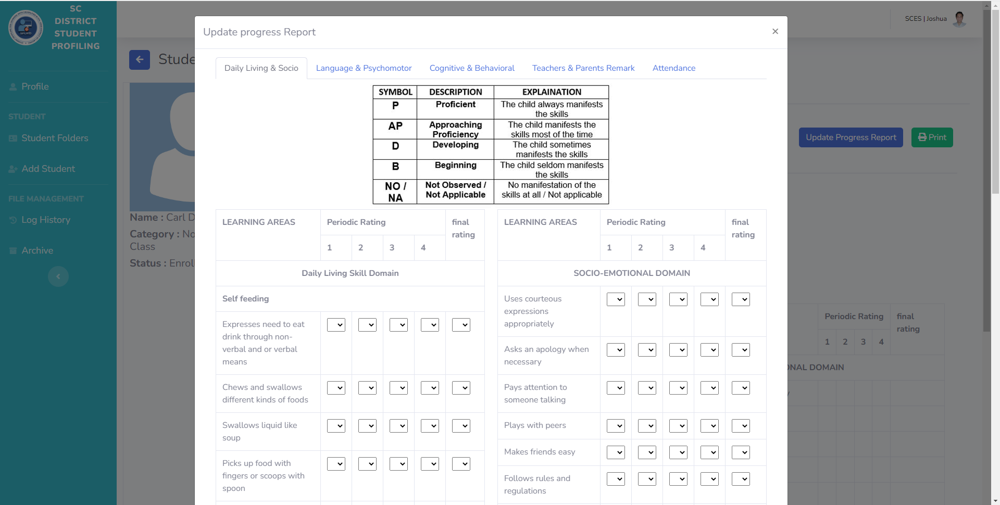 SC
DISTRICT
STUDENT
PROFILING
Profile
STUDENT
Student Folders
Add Student
FILE MANAGEMENT
Log History
Archive
SCES | Joshua
Stude
Name : Carl D
Category : No
Class
Status : Enrol
Update Progress Report
Print
Update progress Report
×
Daily Living & Socio
Language & Psychomotor
Cognitive & Behavioral
Teachers & Parents Remark
Attendance
SYMBOL DESCRIPTION EXPLAINATION
P Proficient The child always manifests
the skills
AP Approaching The child manifests the
Proficiency skills most of the time
D Developing The child sometimes
manifests the skills
B Beginning The child seldom manifests
the skills
NO / Not Observed / No manifestation of the
NA Not Applicable skills at all / Not applicable
LEARNING AREAS Periodic Rating final
rating
1 2 3 4
Daily Living Skill Domain
Self feeding
Expresses need to eat
drink through non-
verbal and or verbal
means
Chews and swallows
different kinds of foods
Swallows liquid like
soup
Picks up food with
fingers or scoops with
spoon
LEARNING AREAS Periodic Rating final
rating
1 2 3 4
SOCIO-EMOTIONAL DOMAIN
Uses courteous
expressions
appropriately
Asks an apology when
necessary
Pays attention to
someone talking
Plays with peers
Makes friends easy
Follows rules and
regulations
Periodic Rating final
rating
1 2 3 4
ONAL DOMAIN
y